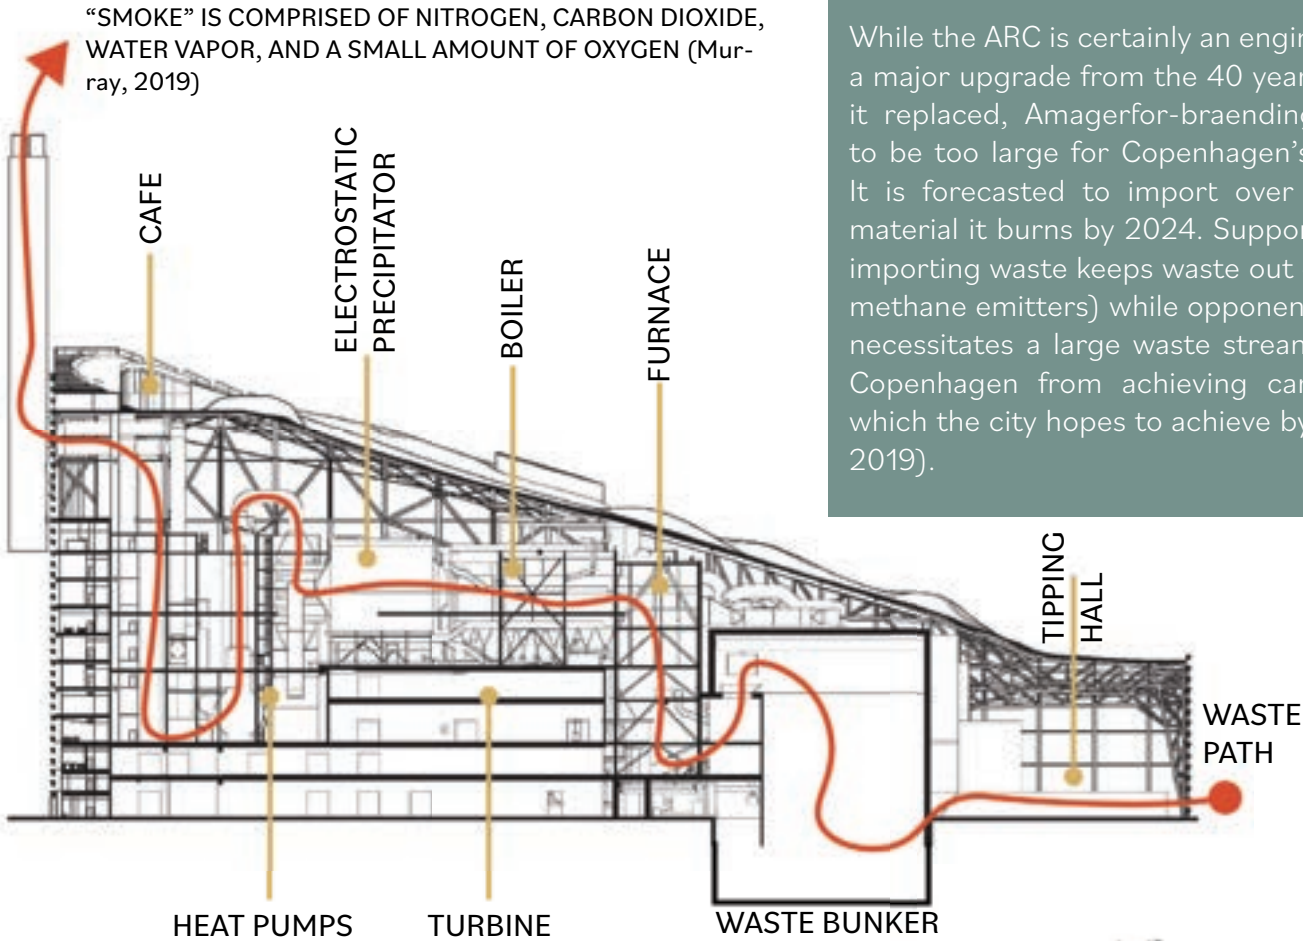 “SMOKE” IS COMPRISED OF NITROGEN, CARBON DIOXIDE,
WATER VAPOR, AND A SMALL AMOUNT OF OXYGEN (Mur-
ray, 2019)
While the ARC is certainly an engin
a major upgrade from the 40 year
it replaced, Amagerfor-braending
to be too large for Copenhagen’s
It is forecasted to import over
material it burns by 2024. Suppor
importing waste keeps waste out
methane emitters) while opponen
necessitates a large waste strean
Copenhagen from achieving car
which the city hopes to achieve by
2019).
CAFE
ELECTROSTATIC
PRECIPITATOR
BOILER
FURNACE
TIPPING
HALL
WASTE
PATH
HEAT PUMPS
TURBINE
WASTE BUNKER